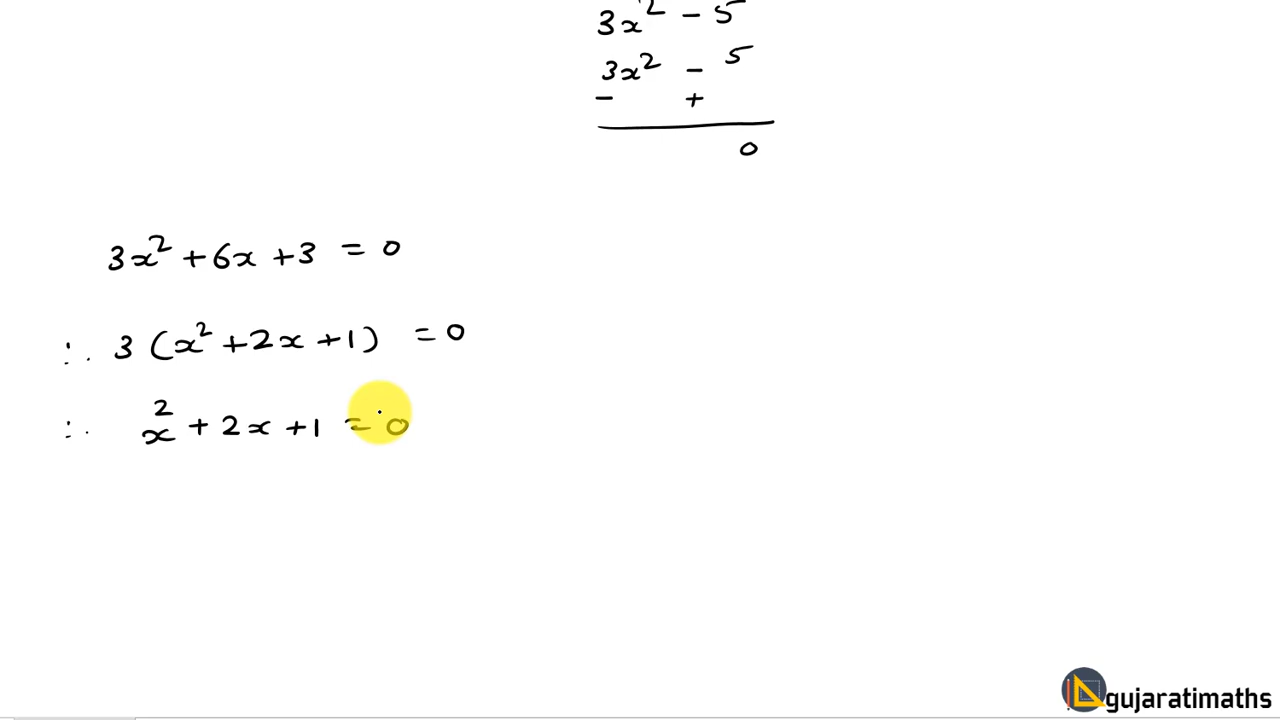 3x² - 5
3x² - 5
- +
0
3x² + 6x + 3 = 0
∴ 3 (x² + 2x + 1) = 0
∴ x² + 2x + 1 = 0
gujaratimaths